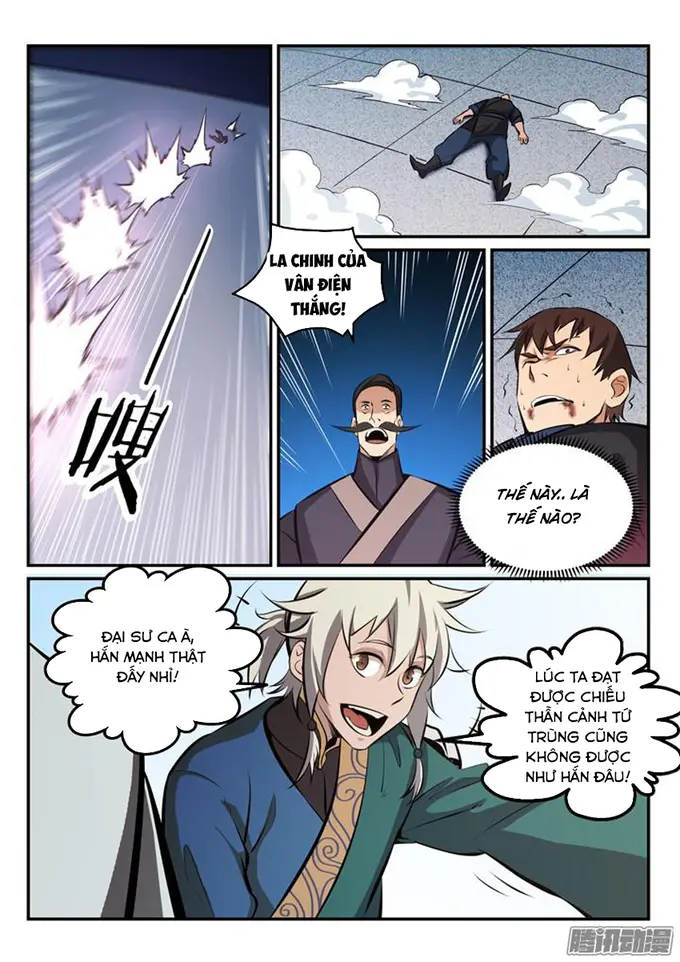 嗖
LA CHINH CỦA
VÂN ĐIỆN
THẮNG!
THẾ NÀY.. LÀ
THẾ NÀO?
ĐẠI SƯ CA À,
HẮN MẠNH THẬT
ĐẤY NHỈ!
LÚC TA ĐẠT
ĐƯỢC CHIẾU
THẦN CẢNH TỨ
TRÙNG CŨNG
KHÔNG ĐƯỢC
NHƯ HẮN ĐÂU!
腾讯动漫